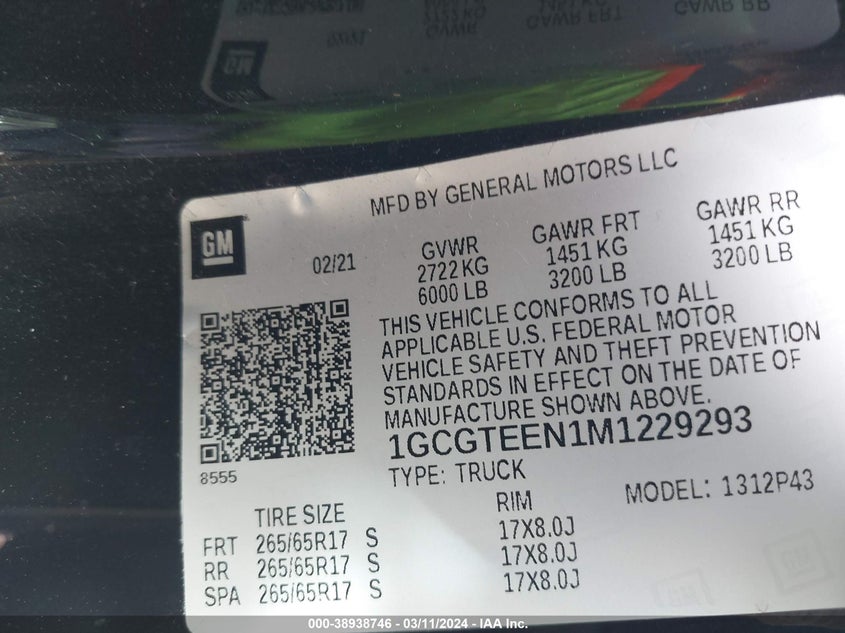 MFD BY GENERAL MOTORS LLC
GM
02/21
GVWR
2722 KG
6000 LB
GAWR FRT
1451 KG
3200 LB
GAWR RR
1451 KG
3200 LB
THIS VEHICLE CONFORMS TO ALL
APPLICABLE U.S. FEDERAL MOTOR
VEHICLE SAFETY AND THEFT PREVENTION
STANDARDS IN EFFECT ON THE DATE OF
MANUFACTURE SHOWN ABOVE.
1GCGTEEN1M1229293
8555
TYPE: TRUCK
MODEL: 1312P43
TIRE SIZE RIM
FRT 265/65R17 S 17X8.0J
RR 265/65R17 S 17X8.0J
SPA 265/65R17 S 17X8.0J
GM
000-38938746 - 03/11/2024 - IAA Inc.